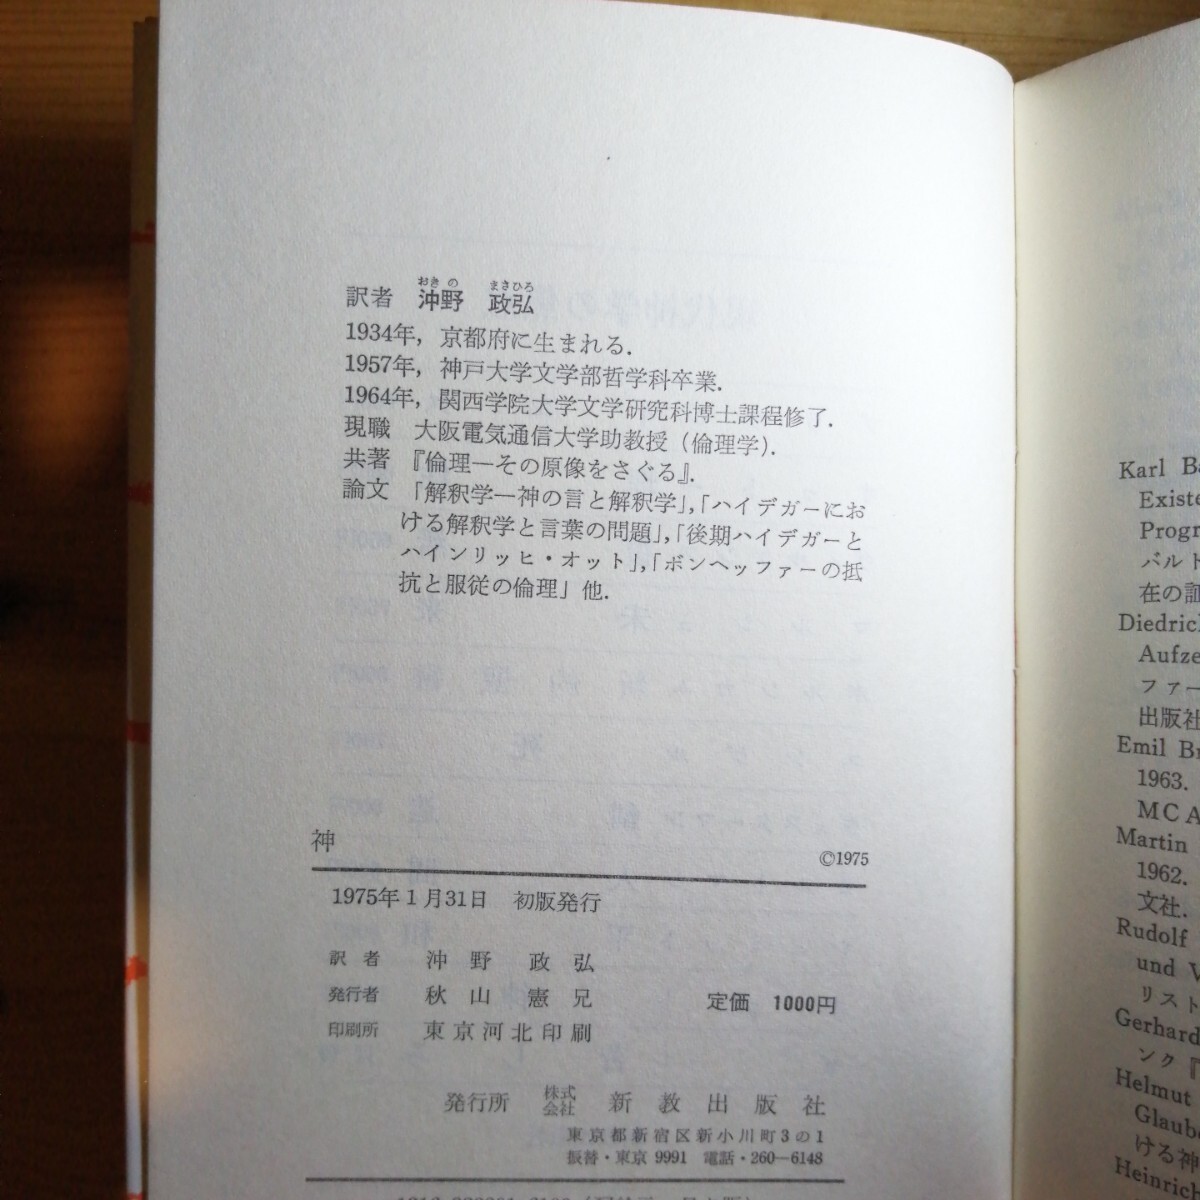 おきの まさひろ
訳者 沖野 政弘
1934年，京都府に生まれる．
1957年，神戸大学文学部哲学科卒業．
1964年，関西学院大学文学研究科博士課程修了．
現職 大阪電気通信大学助教授（倫理学）．
共著 『倫理―その原像をさぐる』．
論文 「解釈学―神の言と解釈学」，「ハイデガーにお
ける解釈学と言葉の問題」，「後期ハイデガーと
ハインリッヒ・オット」，「ボンヘッファーの抵
抗と服従の倫理」他．
神
©1975
1975年1月31日 初版発行
訳者 沖野政弘
発行者 秋山憲兄 定価 1000円
印刷所 東京河北印刷
発行所 株式会社 新教出版社
東京都新宿区新小川町3の1
振替・東京 9991 電話・260―6148
Karl
Existe
Progr
バルト
在の証
Diedrich
Aufze
ファー
出版社
Emil
1963.
MCA
Martin
1962.
文社.
Rudolf
und
リスト
Gerhard
ンク『
Helmut
Glaube
ける神
Heinrich